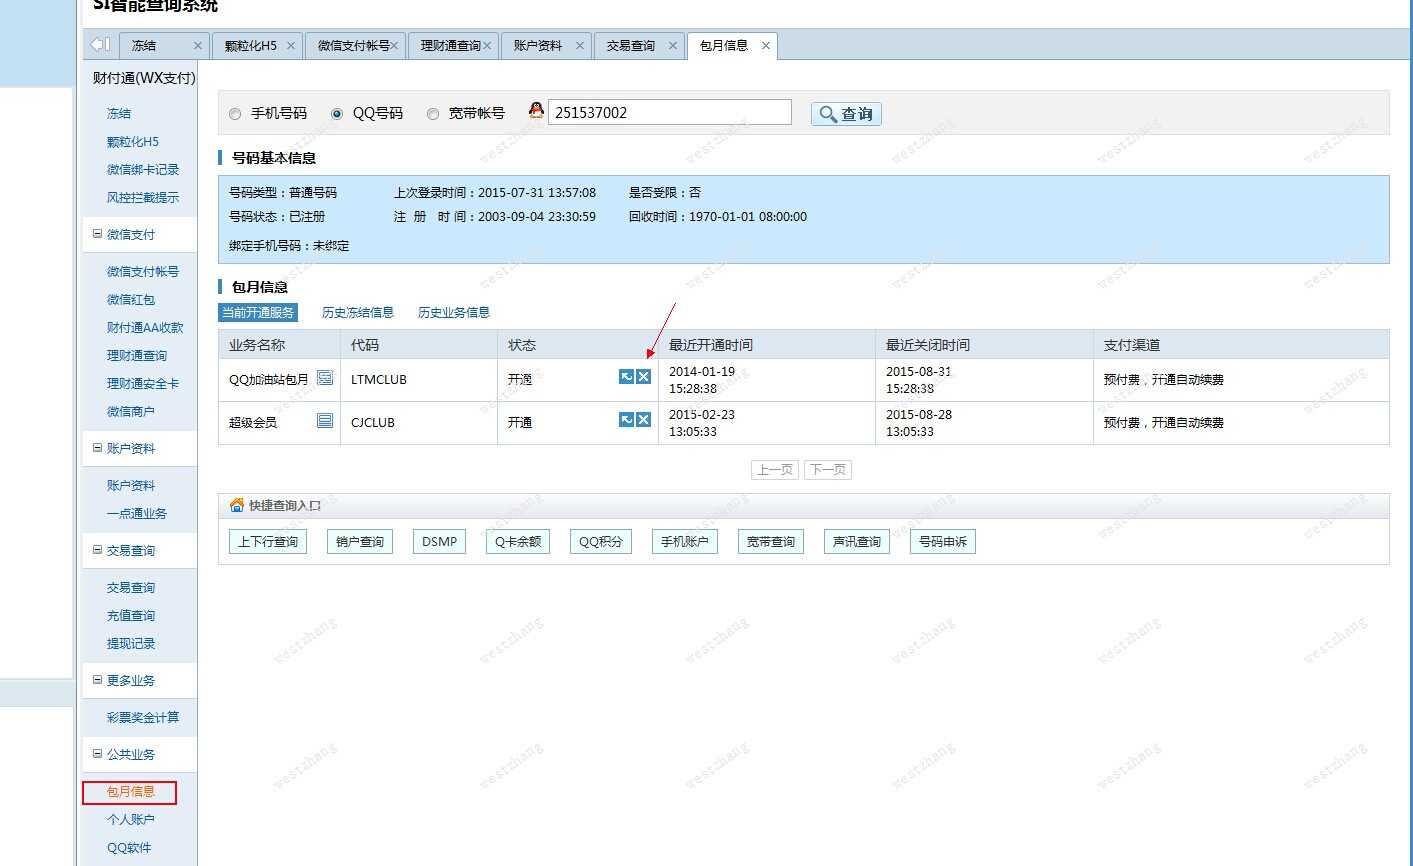 SI智能查询系统
冻结 颗粒化H5 微信支付帐号 理财通查询 账户资料 交易查询 包月信息
财付通(WX支付)
冻结
颗粒化H5
微信绑卡记录
风控拦截提示
微信支付
微信支付帐号
微信红包
财付通AA收款
理财通查询
理财通安全卡
微信商户
账户资料
账户资料
一点通业务
交易查询
交易查询
充值查询
提现记录
更多业务
彩票奖金计算
公共业务
包月信息
个人账户
QQ软件
手机号码 QQ号码 宽带帐号 251537002 查询
号码基本信息
号码类型：普通号码 上次登录时间：2015-07-31 13:57:08 是否受限：否
号码状态：已注册 注 册 时 间：2003-09-04 23:30:59 回收时间：1970-01-01 08:00:00
绑定手机号码：未绑定
包月信息
当前开通服务 历史冻结信息 历史业务信息
业务名称 代码 状态 最近开通时间 最近关闭时间 支付渠道
QQ加油站包月 LTMCLUB 开通 2014-01-19 15:28:38 2015-08-31 15:28:38 预付费，开通自动续费
超级会员 CJCLUB 开通 2015-02-23 13:05:33 2015-08-28 13:05:33 预付费，开通自动续费
上一页 下一页
快捷查询入口
上下行查询 销户查询 DSMP Q卡余额 QQ积分 手机账户 宽带查询 声讯查询 号码申诉
westzhang